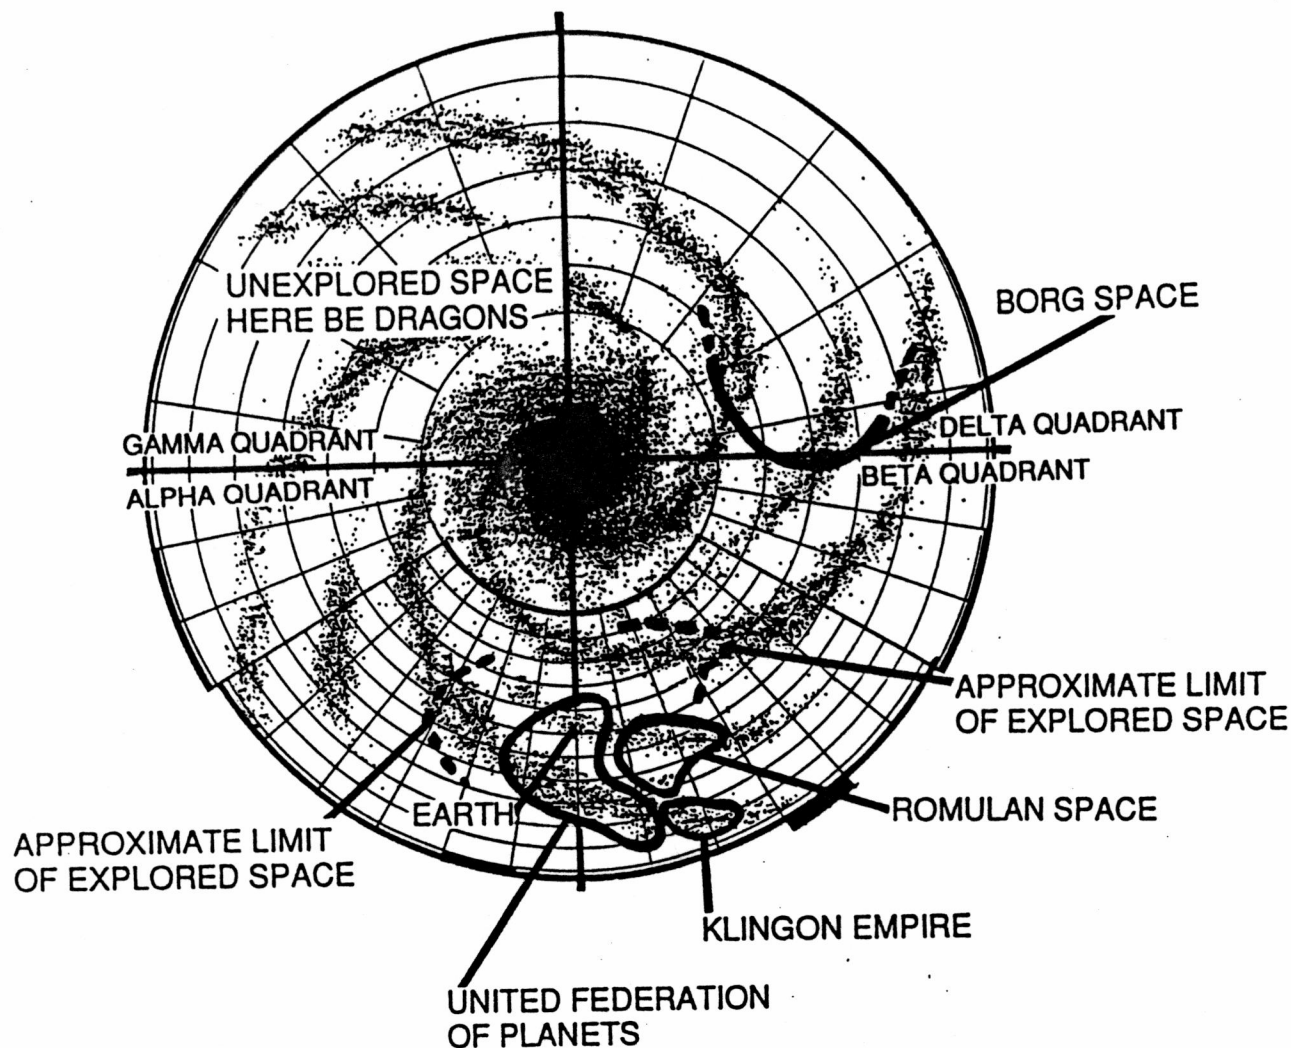 UNEXPLORED SPACE
HERE BE DRAGONS
BORG SPACE
GAMMA QUADRANT
ALPHA QUADRANT
DELTA QUADRANT
BETA QUADRANT
APPROXIMATE LIMIT
OF EXPLORED SPACE
EARTH
ROMULAN SPACE
APPROXIMATE LIMIT
OF EXPLORED SPACE
KLINGON EMPIRE
UNITED FEDERATION
OF PLANETS